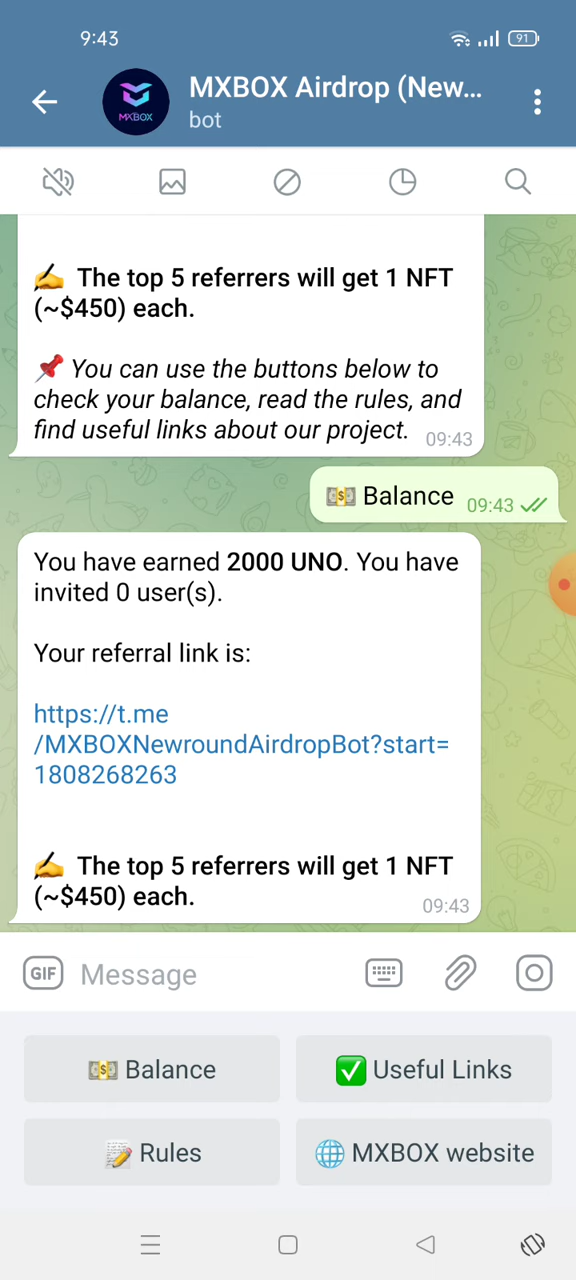 9:43
91
MXBOX Airdrop (New...
bot
MXBOX
✍️ The top 5 referrers will get 1 NFT
(~$450) each.
📌 You can use the buttons below to
check your balance, read the rules, and
find useful links about our project. 09:43
💵 Balance 09:43
You have earned 2000 UNO. You have
invited 0 user(s).
Your referral link is:
https://t.me
/MXBOXNewroundAirdropBot?start=
1808268263
✍️ The top 5 referrers will get 1 NFT
(~$450) each. 09:43
GIF Message
💵 Balance
✅ Useful Links
📝 Rules
🌐 MXBOX website